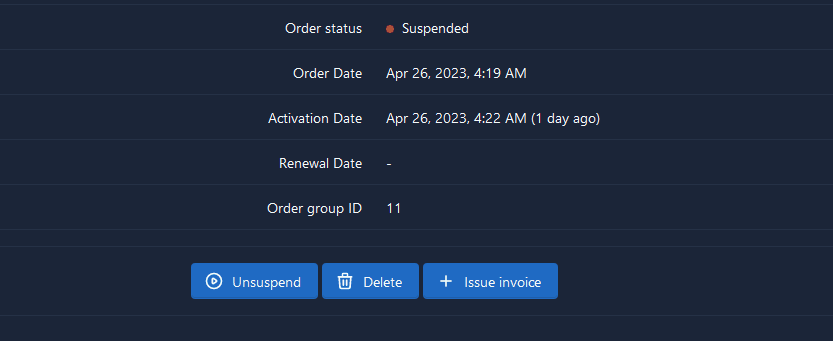 Order status Suspended
Order Date Apr 26, 2023, 4:19 AM
Activation Date Apr 26, 2023, 4:22 AM (1 day ago)
Renewal Date -
Order group ID 11
Unsuspend Delete Issue invoice